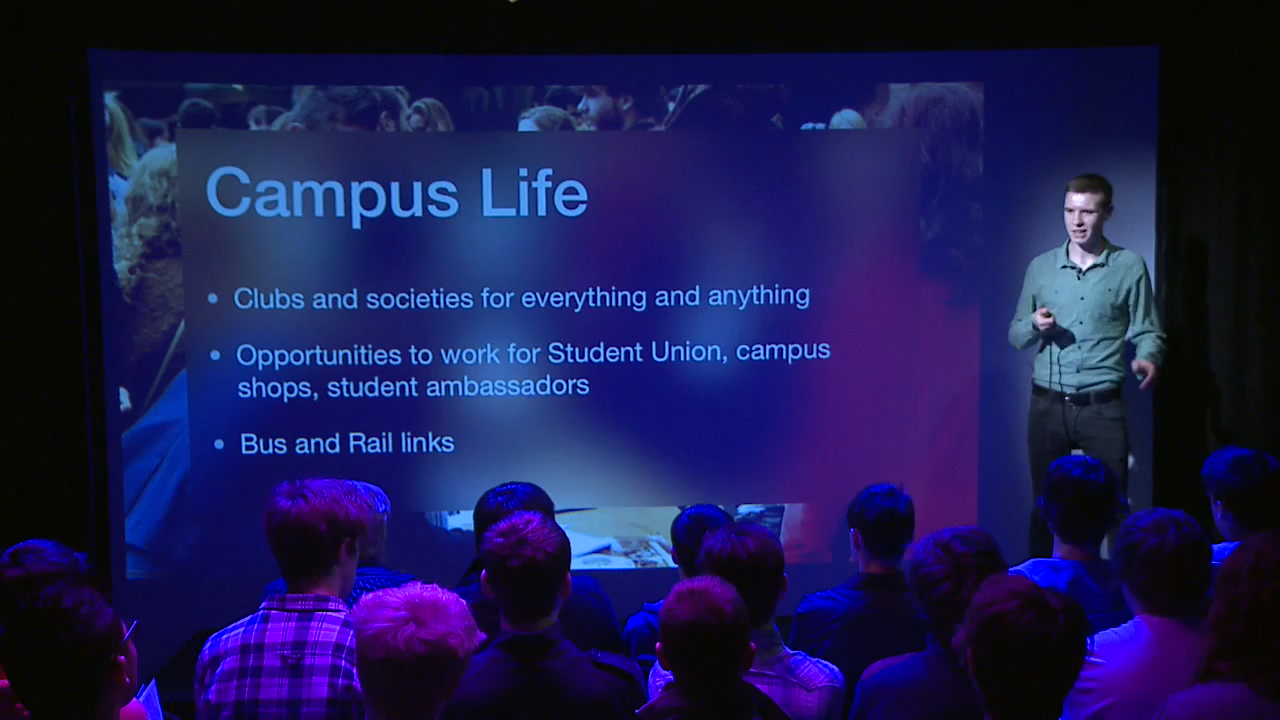 Campus Life
• Clubs and societies for everything and anything
• Opportunities to work for Student Union, campus
shops, student ambassadors
• Bus and Rail links